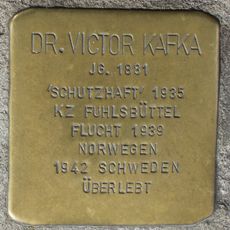 DR. VICTOR KAFKA
JG. 1881
'SCHUTZHAFT' 1935
KZ FUHLSBÜTTEL
FLUCHT 1939
NORWEGEN
1942 SCHWEDEN
ÜBERLEBT